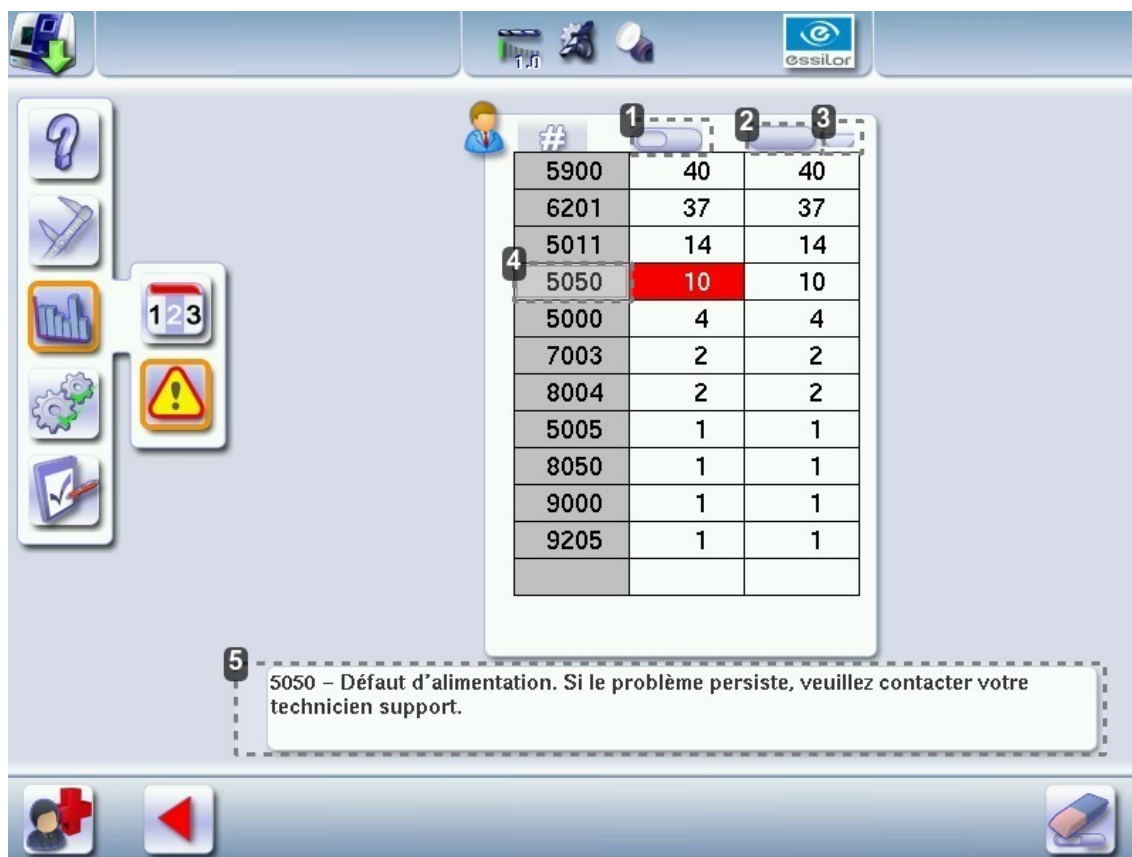 1.0
essilor
#
1
2
3
5900 40 40
6201 37 37
5011 14 14
4
5050 10 10
123
5000 4 4
7003 2 2
8004 2 2
5005 1 1
8050 1 1
9000 1 1
9205 1 1
5
5050 – Défaut d'alimentation. Si le problème persiste, veuillez contacter votre
technicien support.